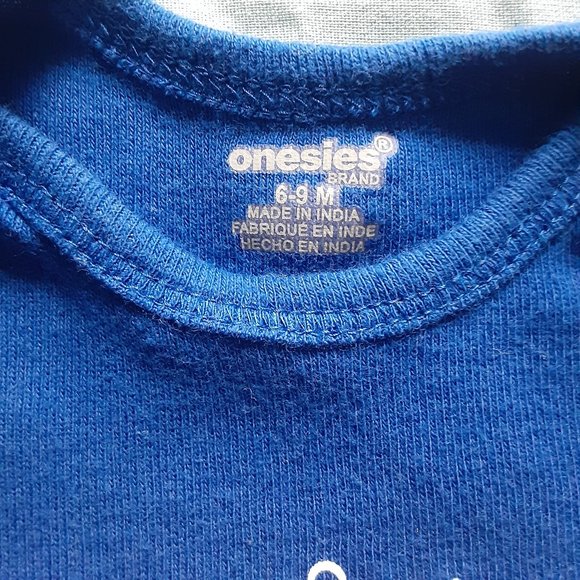 onesies®
BRAND
6-9 M
MADE IN INDIA
FABRIQUÉ EN INDE
HECHO EN INDIA